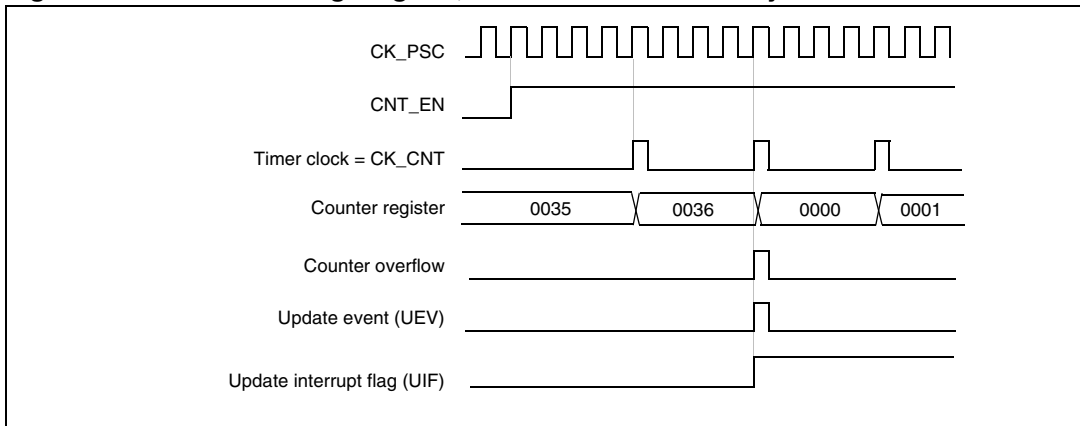 CK_PSC
CNT_EN
Timer clock = CK_CNT
Counter register
0035 0036 0000 0001
Counter overflow
Update event (UEV)
Update interrupt flag (UIF)